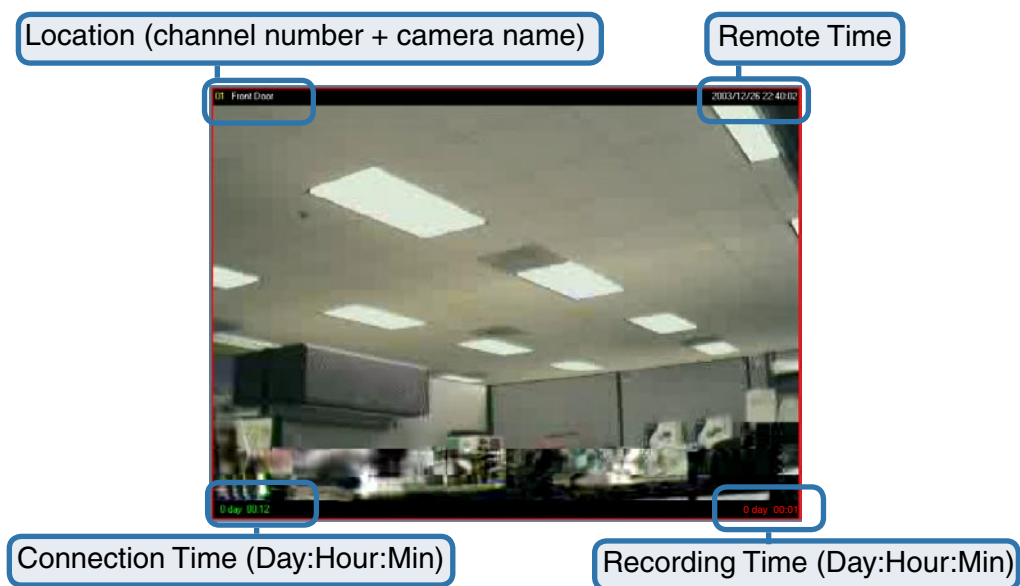 Location (channel number + camera name)
Remote Time
01 Front Door
2003/12/26 22:40:02
0 day 00:12
0 day 00:01
Connection Time (Day:Hour:Min)
Recording Time (Day:Hour:Min)